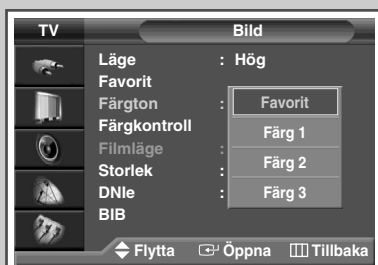 TV Bild
Läge : Hög
Favorit
Färgton : Favorit
Färgkontroll Färg 1
Filmläge :
Storlek : Färg 2
DNIe : Färg 3
BIB
Flytta Öppna Tillbaka